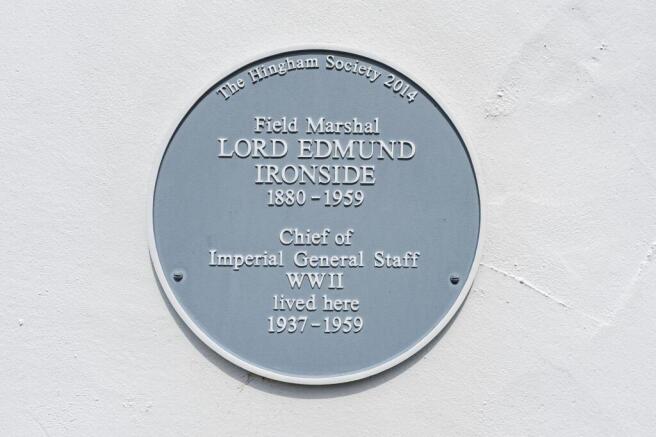 The Hingham Society 2014
Field Marshal
LORD EDMUND
IRONSIDE
1880 - 1959
Chief of
Imperial General Staff
WWII
lived here
1937 - 1959